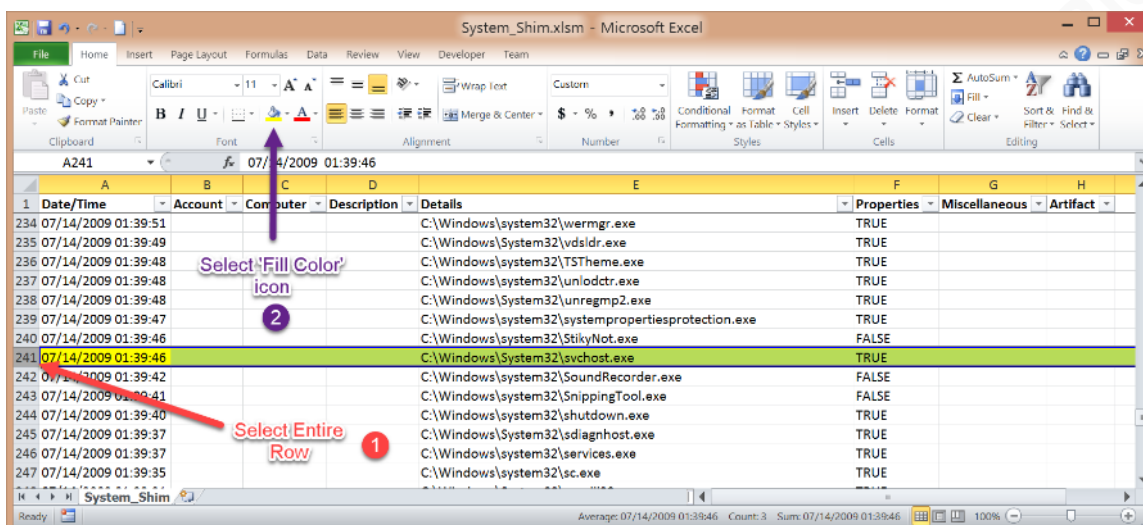 System_Shim.xlsm - Microsoft Excel
File Home Insert Page Layout Formulas Data Review View Developer Team
Paste
Cut
Copy
Format Painter
Clipboard
Calibri 11 A A
B I U A
Font
Wrap Text
Merge & Center
Alignment
Custom
$ % , .0 .00 .00 .0
Number
Conditional Formatting
Format as Table
Cell Styles
Styles
Insert Delete Format
Cells
AutoSum
Fill
Clear
Sort & Filter
Find & Select
Editing
A241 fx 07/14/2009 01:39:46
A B C D E F G H
1 Date/Time Account Computer Description Details Properties Miscellaneous Artifact
234 07/14/2009 01:39:51 C:\Windows\system32\wermgr.exe TRUE
235 07/14/2009 01:39:49 C:\Windows\system32\vdsldr.exe TRUE
236 07/14/2009 01:39:48 C:\Windows\system32\TSTheme.exe TRUE
237 07/14/2009 01:39:48 C:\Windows\system32\unlodctr.exe TRUE
238 07/14/2009 01:39:48 C:\Windows\system32\unregmp2.exe TRUE
239 07/14/2009 01:39:47 C:\Windows\system32\systempropertiesprotection.exe TRUE
240 07/14/2009 01:39:46 C:\Windows\system32\StikyNot.exe FALSE
241 07/14/2009 01:39:46 C:\Windows\System32\svchost.exe TRUE
242 07/14/2009 01:39:42 C:\Windows\system32\SoundRecorder.exe FALSE
243 07/14/2009 01:39:41 C:\Windows\system32\SnippingTool.exe FALSE
244 07/14/2009 01:39:40 C:\Windows\system32\shutdown.exe TRUE
245 07/14/2009 01:39:37 C:\Windows\System32\sdiagnhost.exe TRUE
246 07/14/2009 01:39:37 C:\Windows\system32\services.exe TRUE
247 07/14/2009 01:39:35 C:\Windows\system32\sc.exe TRUE
Select 'Fill Color'
icon
2
Select Entire
Row
1
System_Shim
Ready Average: 07/14/2009 01:39:46 Count: 3 Sum: 07/14/2009 01:39:46 100%